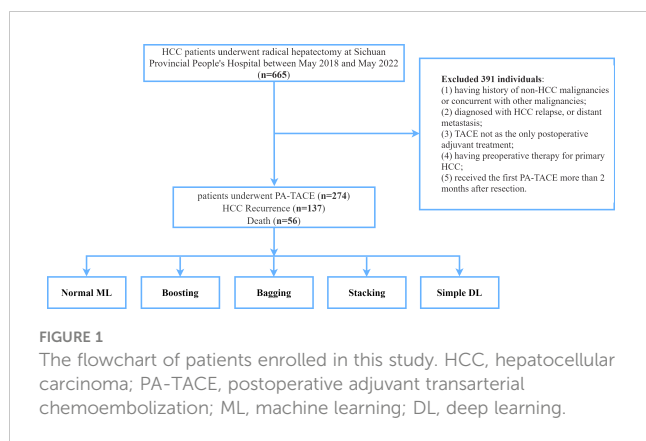 HCC patients underwent radical hepatectomy at Sichuan
Provincial People's Hospital between May 2018 and May 2022
(n=665)
Excluded 391 individuals:
(1) having history of non-HCC malignancies
or concurrent with other malignancies;
(2) diagnosed with HCC relapse, or distant
metastasis;
(3) TACE not as the only postoperative
adjuvant treatment;
(4) having preoperative therapy for primary
HCC;
(5) received the first PA-TACE more than 2
months after resection.
patients underwent PA-TACE (n=274)
HCC Recurrence (n=137)
Death (n=56)
Normal ML
Boosting
Bagging
Stacking
Simple DL
FIGURE 1
The flowchart of patients enrolled in this study. HCC, hepatocellular
carcinoma; PA-TACE, postoperative adjuvant transarterial
chemoembolization; ML, machine learning; DL, deep learning.